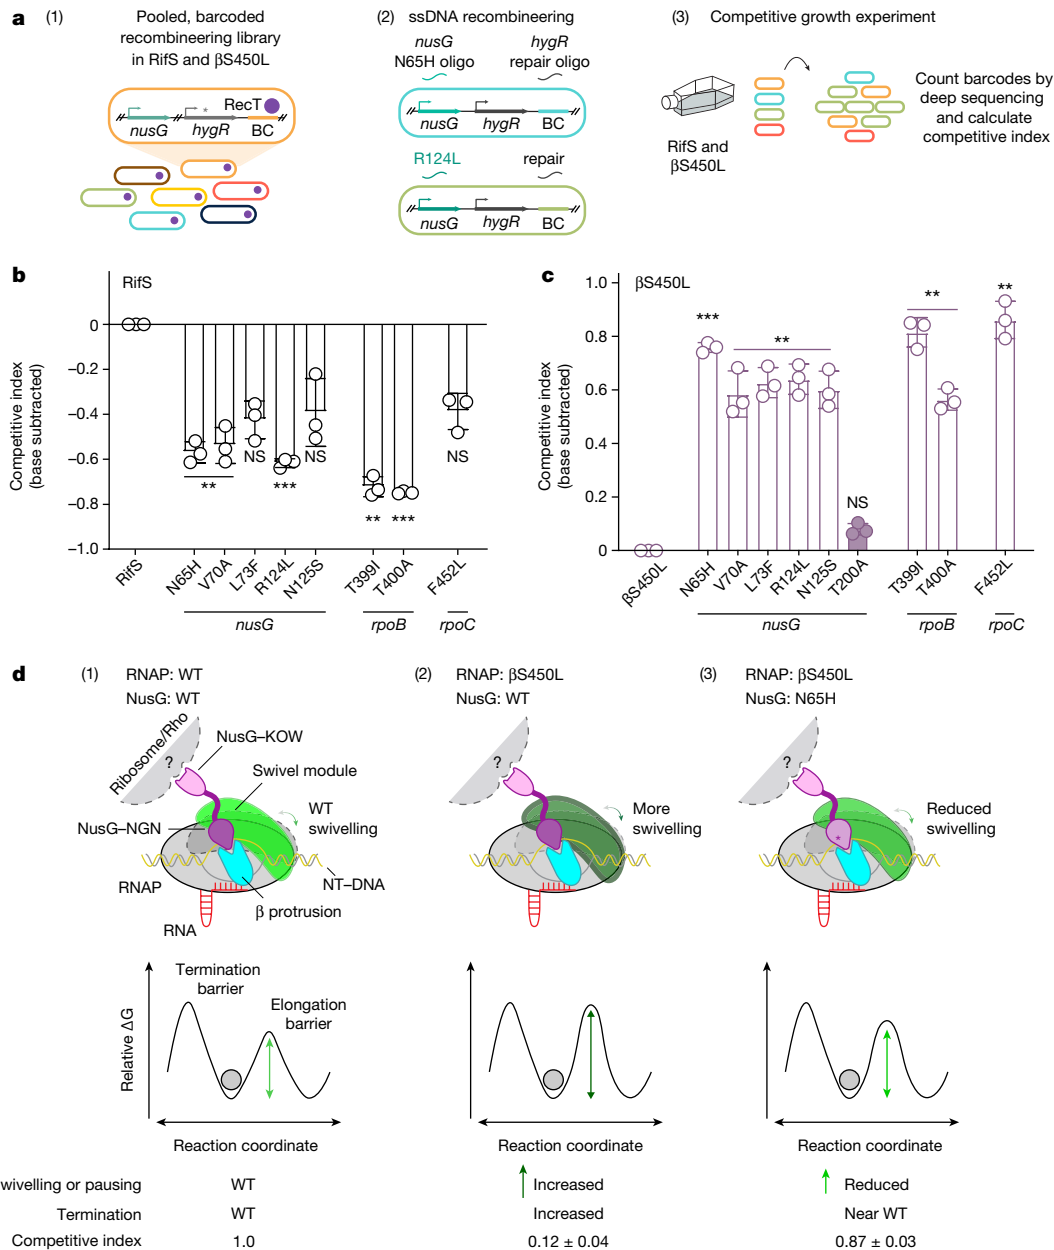 a
(1)
Pooled, barcoded
recombineering library
in RifS and βS450L
RecT
*
nusG
hygR
BC
(2)
ssDNA recombineering
nusG
N65H oligo
hygR
repair oligo
nusG
hygR
BC
R124L
repair
nusG
hygR
BC
(3)
Competitive growth experiment
RifS and
βS450L
Count barcodes by
deep sequencing
and calculate
competitive index
b
RifS
Competitive index
(base subtracted)
0
−0.2
−0.4
−0.6
−0.8
−1.0
**
NS
***
NS
**
***
NS
RifS
N65H
V70A
L73F
R124L
N125S
T399I
T400A
F452L
nusG
rpoB
rpoC
c
βS450L
Competitive index
(base subtracted)
1.0
0.8
0.6
0.4
0.2
0
***
**
NS
**
**
βS450L
N65H
V70A
L73F
R124L
N125S
T200A
T399I
T400A
F452L
nusG
rpoB
rpoC
d
(1)
RNAP: WT
NusG: WT
Ribosome/Rho
?
NusG–KOW
Swivel module
WT
swivelling
NusG–NGN
RNAP
NT–DNA
β protrusion
RNA
(2)
RNAP: βS450L
NusG: WT
?
More
swivelling
(3)
RNAP: βS450L
NusG: N65H
?
*
Reduced
swivelling
Relative ΔG
Termination
barrier
Elongation
barrier
Reaction coordinate
Reaction coordinate
Reaction coordinate
wivelling or pausing
WT
Increased
Reduced
Termination
WT
Increased
Near WT
Competitive index
1.0
0.12 ± 0.04
0.87 ± 0.03